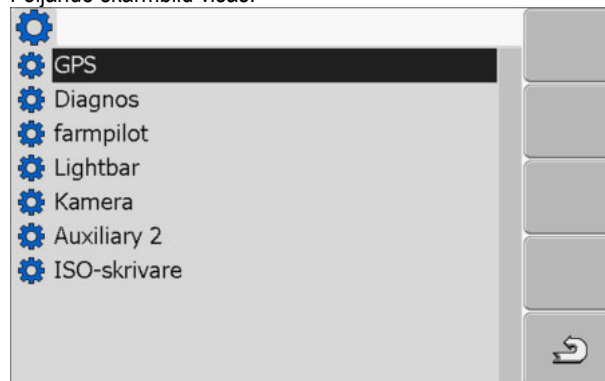 Följande skärmbild visas:
GPS
Diagnos
farmpilot
Lightbar
Kamera
Auxiliary 2
ISO-skrivare